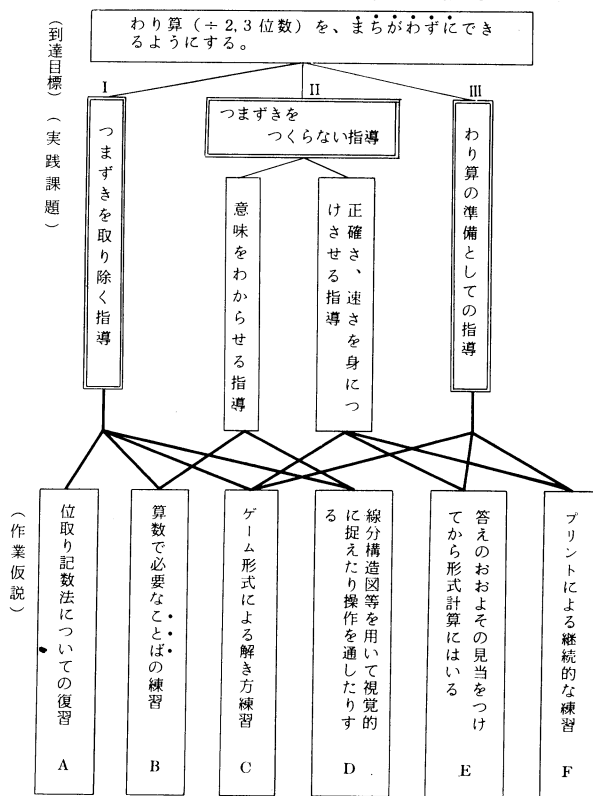 (到達目標)
わり算(÷2,3位数)を、まちがわずにでき
るようにする。
(実践課題)
I
つまずきを取り除く指導
II
つまずきを
つくらない指導
意味をわからせる指導
正確さ、速さを身につ
けさせる指導
III
わり算の準備としての指導
(作業仮説)
位取り記数法についての復習
A
算数で必要なことばの練習
B
ゲーム形式による解き方練習
C
線分構造図等を用いて視覚的
に捉えたり操作を通したりす
る
D
答えのおおよその見当をつけ
てから形式計算にはいる
E
プリントによる継続的な練習
F